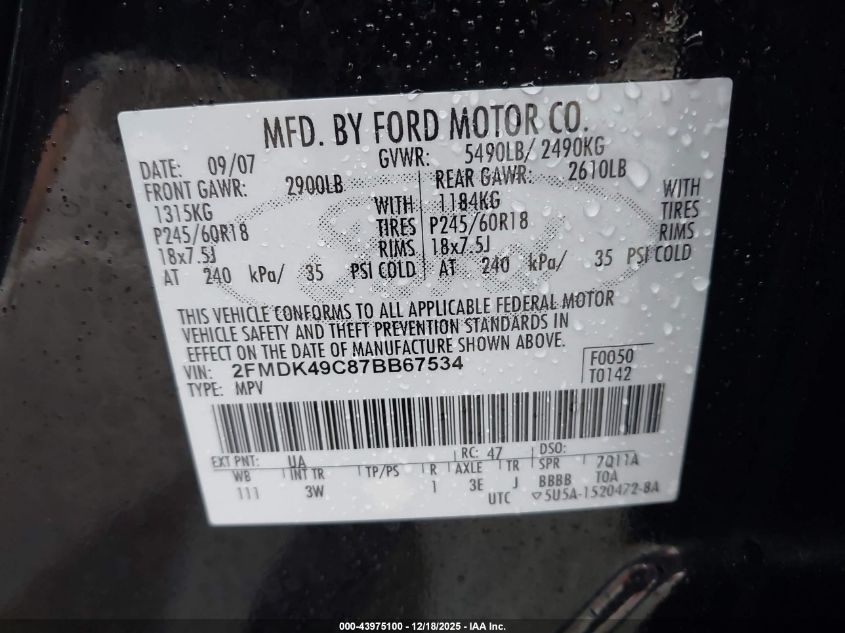 MFD. BY FORD MOTOR CO.
DATE: 09/07 GVWR: 5490LB/ 2490KG
FRONT GAWR: 2900LB REAR GAWR: 2610LB
1315KG WITH 1184KG WITH
P245/60R18 TIRES P245/60R18 TIRES
18x7.5J RIMS 18x7.5J RIMS
AT 240 kPa/ 35 PSI COLD AT 240 kPa/ 35 PSI COLD
THIS VEHICLE CONFORMS TO ALL APPLICABLE FEDERAL MOTOR
VEHICLE SAFETY AND THEFT PREVENTION STANDARDS IN
EFFECT ON THE DATE OF MANUFACTURE SHOWN ABOVE.
VIN: 2FMDK49C87BB67534 F0050
TYPE: MPV T0142
EXT PNT: UA RC: 47 DSO:
WB INT TR TP/PS R AXLE TR SPR 7Q11A
111 3W 1 3E J BBBB TOA
UTC ▽5U5A-1520472-8A
000-43975100 - 12/18/2025 - IAA Inc.